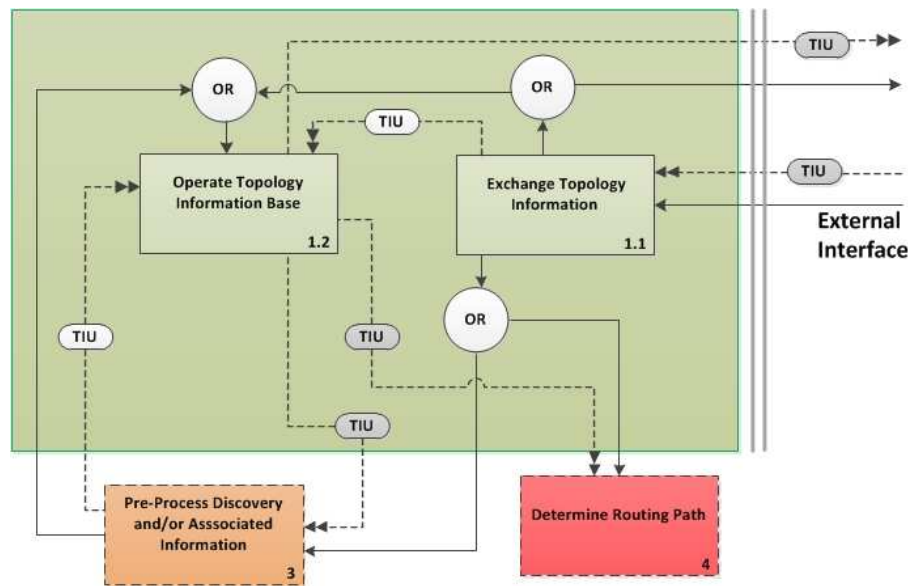 TIU
OR
OR
TIU
Operate Topology
Information Base
1.2
Exchange Topology
Information
1.1
TIU
External
Interface
OR
TIU
TIU
TIU
Pre-Process Discovery
and/or Asssociated
Information
3
Determine Routing Path
4